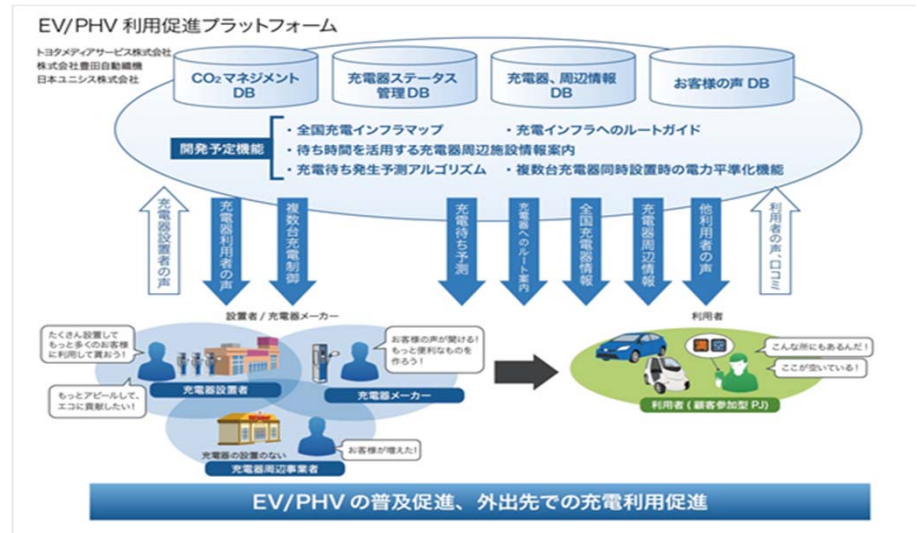 EV/PHV 利用促進プラットフォーム
トヨタメディアサービス株式会社
株式会社豊田自動織機
日本ユニシス株式会社
CO₂マネジメント
DB
充電器ステータス
管理DB
充電器、周辺情報
DB
お客様の声 DB
開発予定機能
・全国充電インフラマップ
・充電インフラへのルートガイド
・待ち時間を活用する充電器周辺施設情報案内
・充電待ち発生予測アルゴリズム
・複数台充電器同時設置時の電力平準化機能
充電器設置者の声
充電器利用者の声
複数台充電制御
充電待ち予測
充電器へのルート案内
全国充電器情報
充電器周辺情報
他利用者の声
利用者の声、口コミ
設置者/充電器メーカー
利用者
たくさん設置して
もっと多くのお客様
に利用して貰おう!
もっとアピールして、
エコに貢献したい!
充電器設置者
お客様の声が聞ける!
もっと便利なものを
作ろう!
充電器メーカー
充電器の設置のない
充電器周辺事業者
お客様が増えた!
満 空
こんな所にもあるんだ!
ここが空いている!
利用者(顧客参加型 PJ)
EV/PHV の普及促進、外出先での充電利用促進